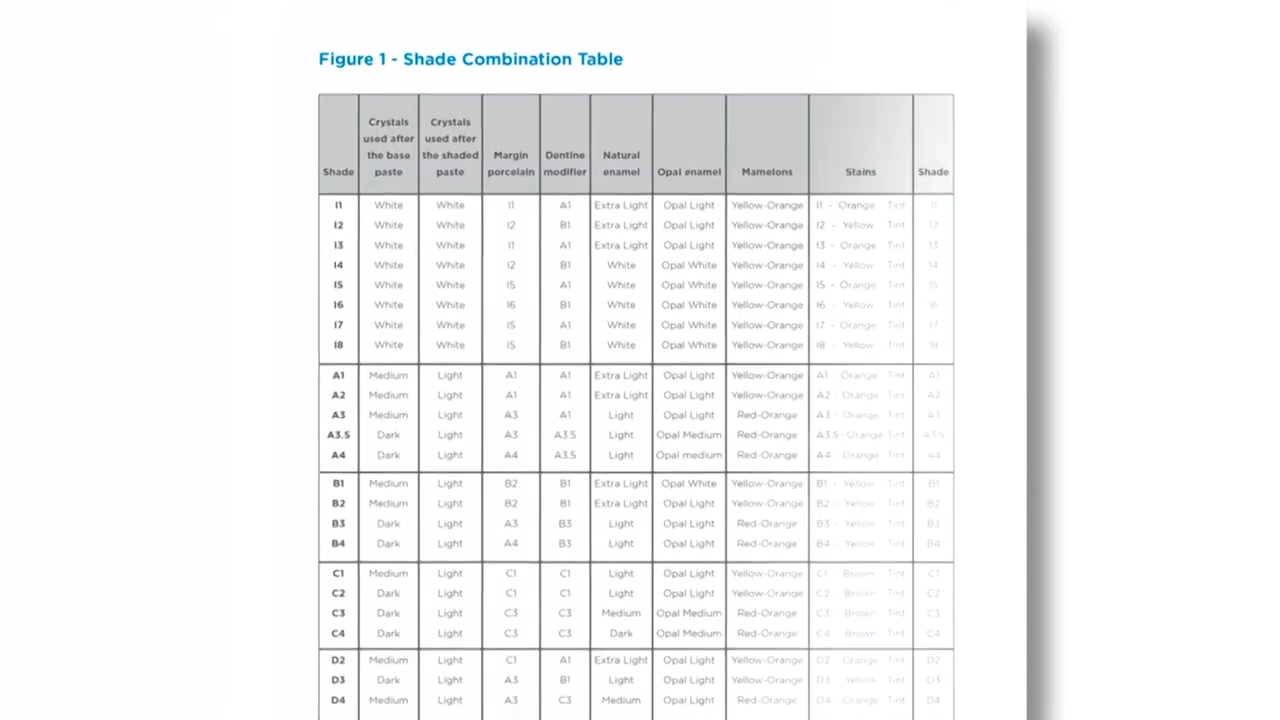 Figure 1 - Shade Combination Table
Crystals Crystals
used after used after
the base the shaded Margin Dentine Natural
Shade paste paste porcelain modifier enamel Opal enamel Mamelons Stains Shade
I1 White White I1 A1 Extra Light Opal Light Yellow-Orange I1 - Orange Tint I1
I2 White White I2 B1 Extra Light Opal Light Yellow-Orange I2 - Yellow Tint I2
I3 White White I1 A1 Extra Light Opal Light Yellow-Orange I3 - Orange Tint I3
I4 White White I2 B1 White Opal White Yellow-Orange I4 - Yellow Tint I4
I5 White White I5 A1 White Opal White Yellow-Orange I5 - Orange Tint I5
I6 White White I6 B1 White Opal White Yellow-Orange I6 - Yellow Tint I6
I7 White White I5 A1 White Opal White Yellow-Orange I7 - Orange Tint I7
I8 White White I5 B1 White Opal White Yellow-Orange I8 - Yellow Tint I8
A1 Medium Light A1 A1 Extra Light Opal Light Yellow-Orange A1 - Orange Tint A1
A2 Medium Light A1 A1 Extra Light Opal Light Yellow-Orange A2 - Orange Tint A2
A3 Medium Light A3 A1 Light Opal Light Red-Orange A3 - Orange Tint A3
A3.5 Dark Light A3 A3.5 Light Opal Medium Red-Orange A3.5 - Orange Tint A3.5
A4 Dark Light A4 A3.5 Light Opal medium Red-Orange A4 - Orange Tint A4
B1 Medium Light B2 B1 Extra Light Opal White Yellow-Orange B1 - Yellow Tint B1
B2 Medium Light B2 B1 Extra Light Opal Light Yellow-Orange B2 - Yellow Tint B2
B3 Dark Light A3 B3 Light Opal Light Red-Orange B3 - Yellow Tint B3
B4 Dark Light A4 B3 Light Opal Light Red-Orange B4 - Yellow Tint B4
C1 Medium Light C1 C1 Light Opal Light Yellow-Orange C1 Brown Tint C1
C2 Dark Light C1 C1 Light Opal Light Yellow-Orange C2 Brown Tint C2
C3 Dark Light C3 C3 Medium Opal Medium Red-Orange C3 Brown Tint C3
C4 Dark Light C3 C3 Dark Opal Medium Red-Orange C4 Brown Tint C4
D2 Medium Light C1 A1 Extra Light Opal Light Yellow-Orange D2 Orange Tint D2
D3 Dark Light A3 B1 Light Opal Light Yellow-Orange D3 Yellow Tint D3
D4 Medium Light A3 C3 Medium Opal Light Red-Orange D4 - Orange Tint D4